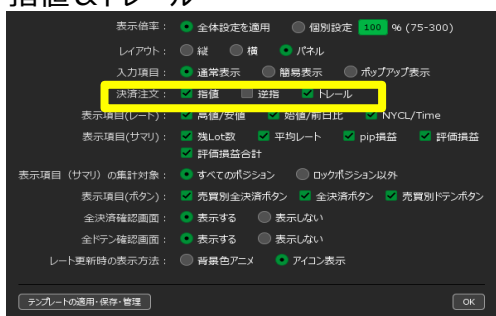 指値&トレール
表示倍率： 全体設定を適用 個別設定 100 % (75-300)
レイアウト： 縦 横 パネル
入力項目： 通常表示 簡易表示 ポップアップ表示
決済注文： 指値 逆指 トレール
表示項目(レート)： 高値/安値 始値/前日比 NYCL/Time
表示項目(サマリ)： 残Lot数 平均レート pip損益 評価損益
評価損益合計
表示項目（サマリ）の集計対象： すべてのポジション ロックポジション以外
表示項目(ボタン)： 売買別全決済ボタン 全決済ボタン 売買別ドテンボタン
全決済確認画面： 表示する 表示しない
全ドテン確認画面： 表示する 表示しない
レート更新時の表示方法： 背景色アニメ アイコン表示
テンプレートの適用・保存・管理 OK